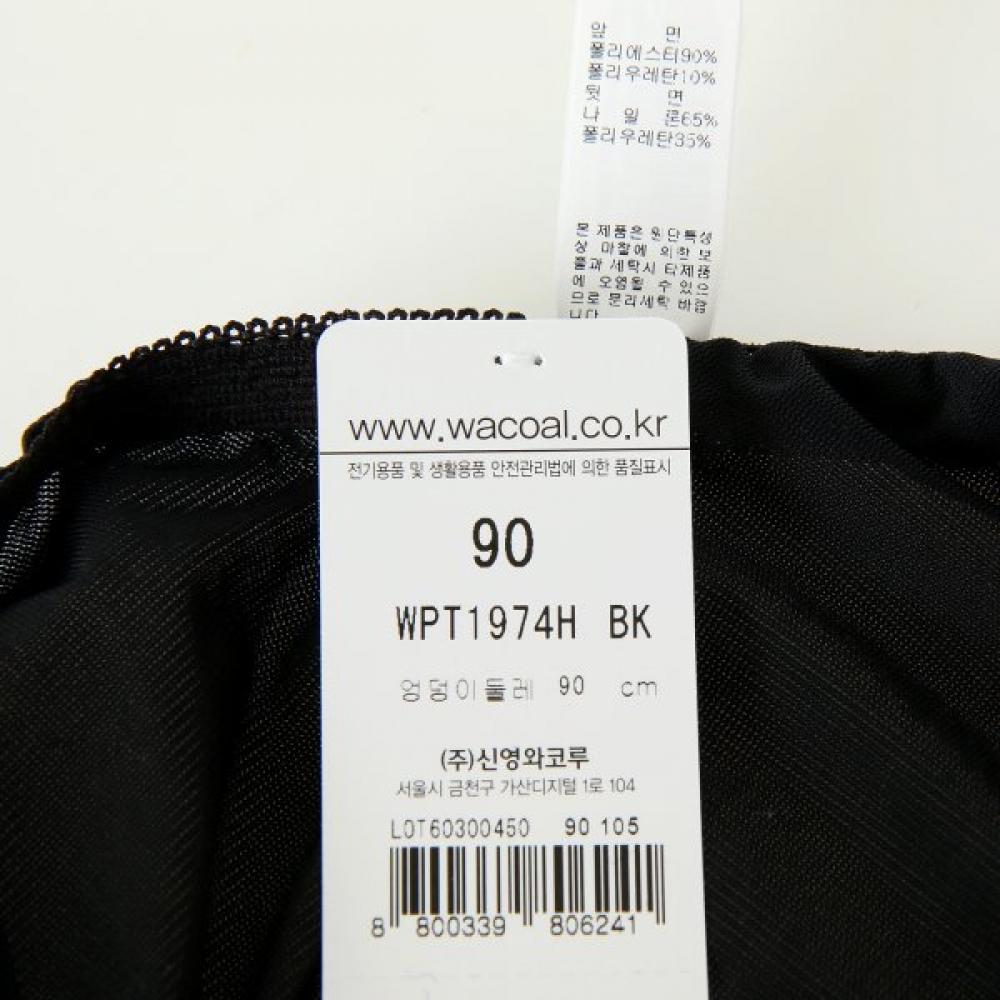 앞 면
폴리에스터90%
폴리우레탄10%
뒷 면
나 일 론65%
폴리우레탄35%
본 제품은 원단특성
상 마찰에 의한 보
풀과 세탁시 타제품
에 오염될 수 있으
므로 분리세탁 바랍
니다
www.wacoal.co.kr
전기용품 및 생활용품 안전관리법에 의한 품질표시
90
WPT1974H BK
엉덩이둘레 90 cm
(주)신영와코루
서울시 금천구 가산디지털 1로 104
LOT60300450 90 105
8 800339 806241